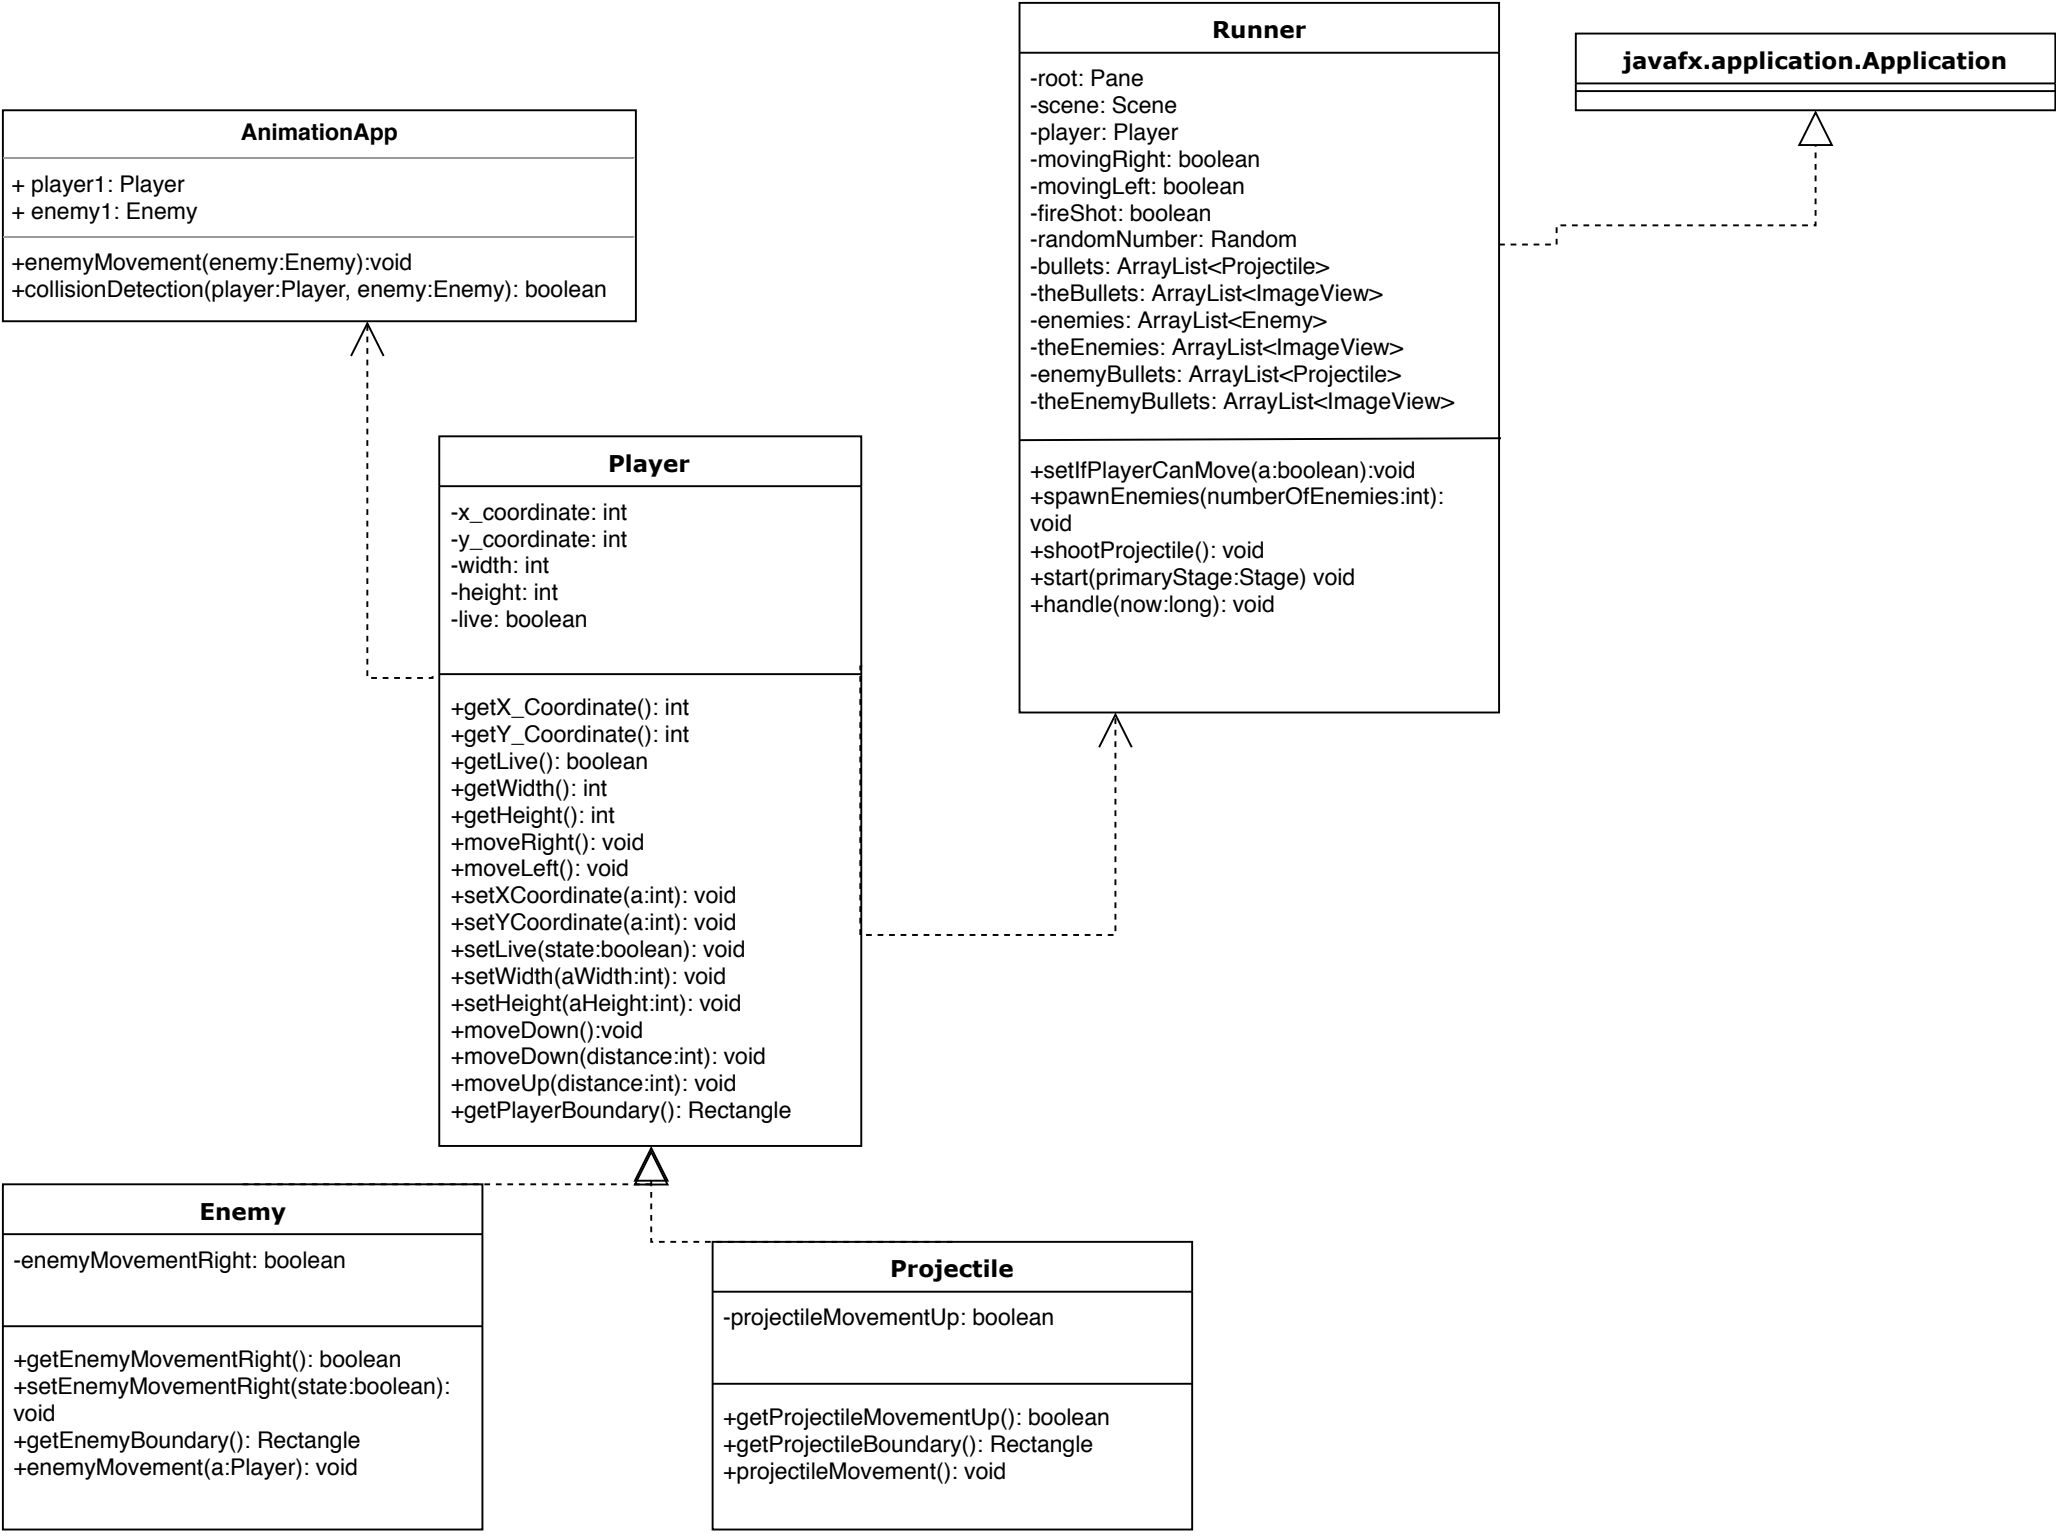 Runner
-root: Pane
-scene: Scene
-player: Player
-movingRight: boolean
-movingLeft: boolean
-fireShot: boolean
-randomNumber: Random
-bullets: ArrayList<Projectile>
-theBullets: ArrayList<ImageView>
-enemies: ArrayList<Enemy>
-theEnemies: ArrayList<ImageView>
-enemyBullets: ArrayList<Projectile>
-theEnemyBullets: ArrayList<ImageView>
+setIfPlayerCanMove(a:boolean):void
+spawnEnemies(numberOfEnemies:int):
void
+shootProjectile(): void
+start(primaryStage:Stage) void
+handle(now:long): void
javafx.application.Application
AnimationApp
+ player1: Player
+ enemy1: Enemy
+enemyMovement(enemy:Enemy):void
+collisionDetection(player:Player, enemy:Enemy): boolean
Player
-x_coordinate: int
-y_coordinate: int
-width: int
-height: int
-live: boolean
+getX_Coordinate(): int
+getY_Coordinate(): int
+getLive(): boolean
+getWidth(): int
+getHeight(): int
+moveRight(): void
+moveLeft(): void
+setXCoordinate(a:int): void
+setYCoordinate(a:int): void
+setLive(state:boolean): void
+setWidth(aWidth:int): void
+setHeight(aHeight:int): void
+moveDown():void
+moveDown(distance:int): void
+moveUp(distance:int): void
+getPlayerBoundary(): Rectangle
Enemy
-enemyMovementRight: boolean
+getEnemyMovementRight(): boolean
+setEnemyMovementRight(state:boolean):
void
+getEnemyBoundary(): Rectangle
+enemyMovement(a:Player): void
Projectile
-projectileMovementUp: boolean
+getProjectileMovementUp(): boolean
+getProjectileBoundary(): Rectangle
+projectileMovement(): void